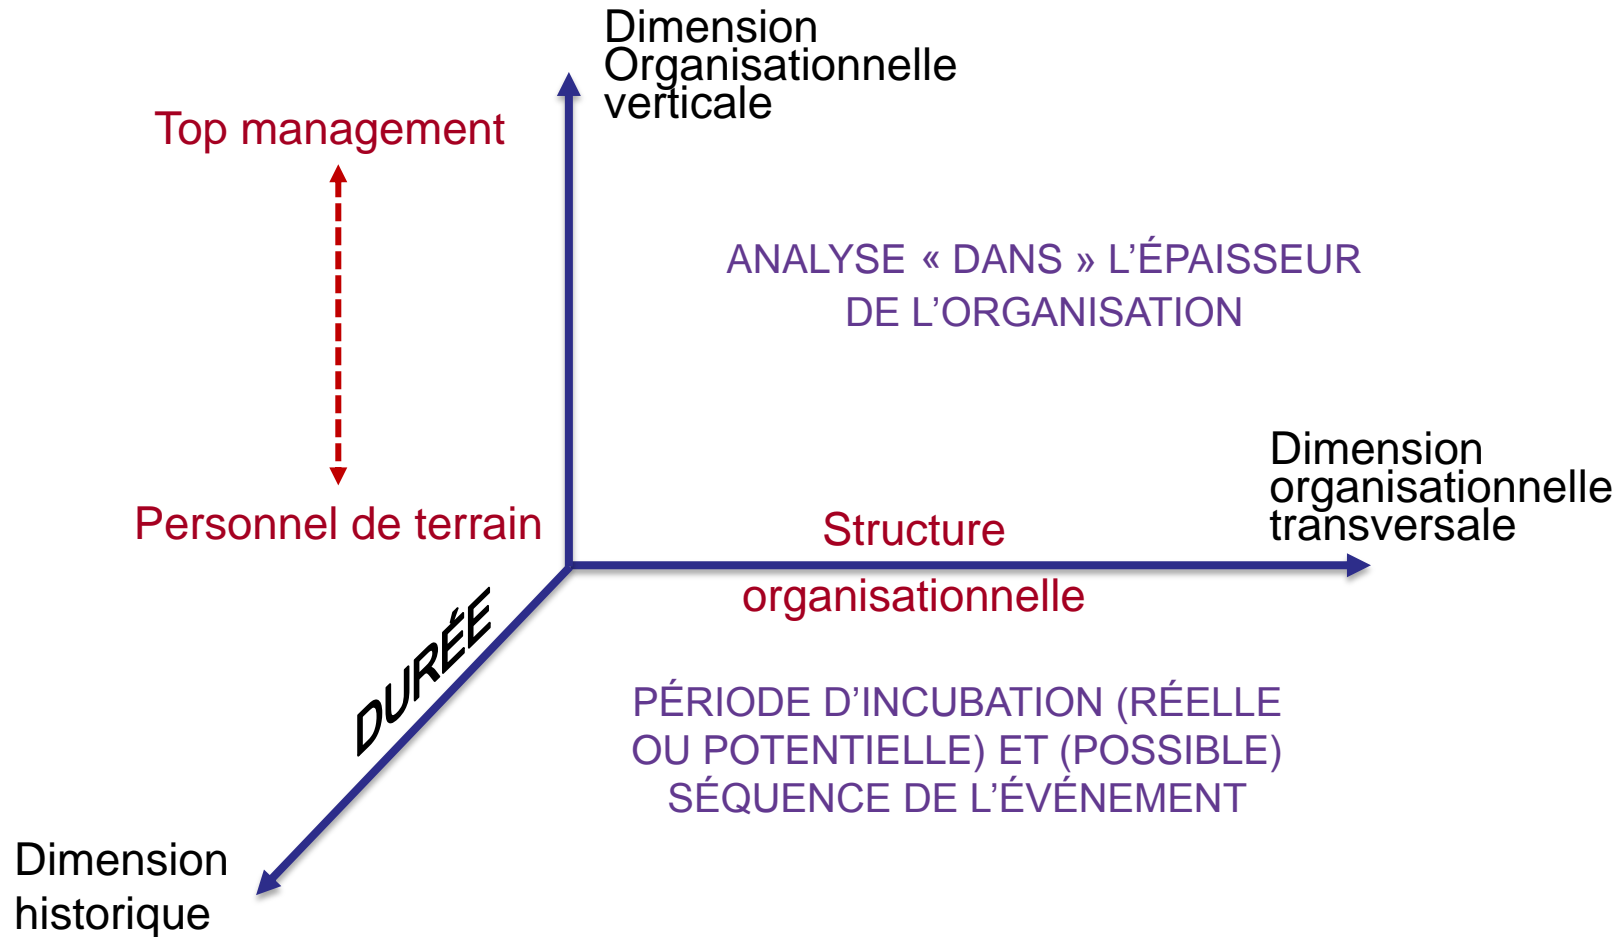 Dimension
Organisationnelle
verticale
Top management
ANALYSE « DANS » L’ÉPAISSEUR
DE L’ORGANISATION
Dimension
organisationnelle
transversale
Personnel de terrain
Structure
organisationnelle
DURÉE
PÉRIODE D’INCUBATION (RÉELLE
OU POTENTIELLE) ET (POSSIBLE)
SÉQUENCE DE L’ÉVÉNEMENT
Dimension
historique